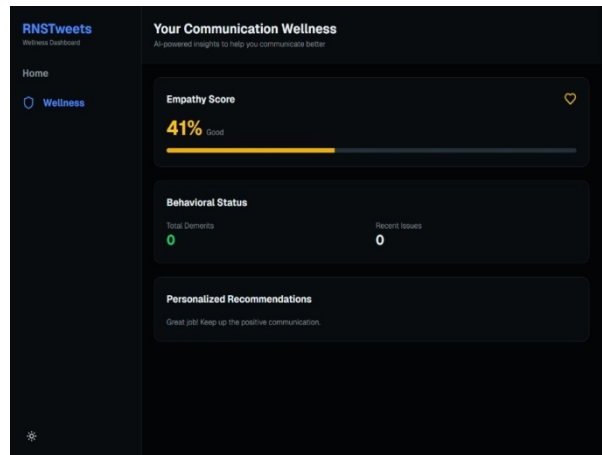 RNSTweets
Wellness Dashboard
Home
Wellness
Your Communication Wellness
AI-powered insights to help you communicate better
Empathy Score
41% Good
Behavioral Status
Total Demerits
0
Recent Issues
0
Personalized Recommendations
Great job! Keep up the positive communication.